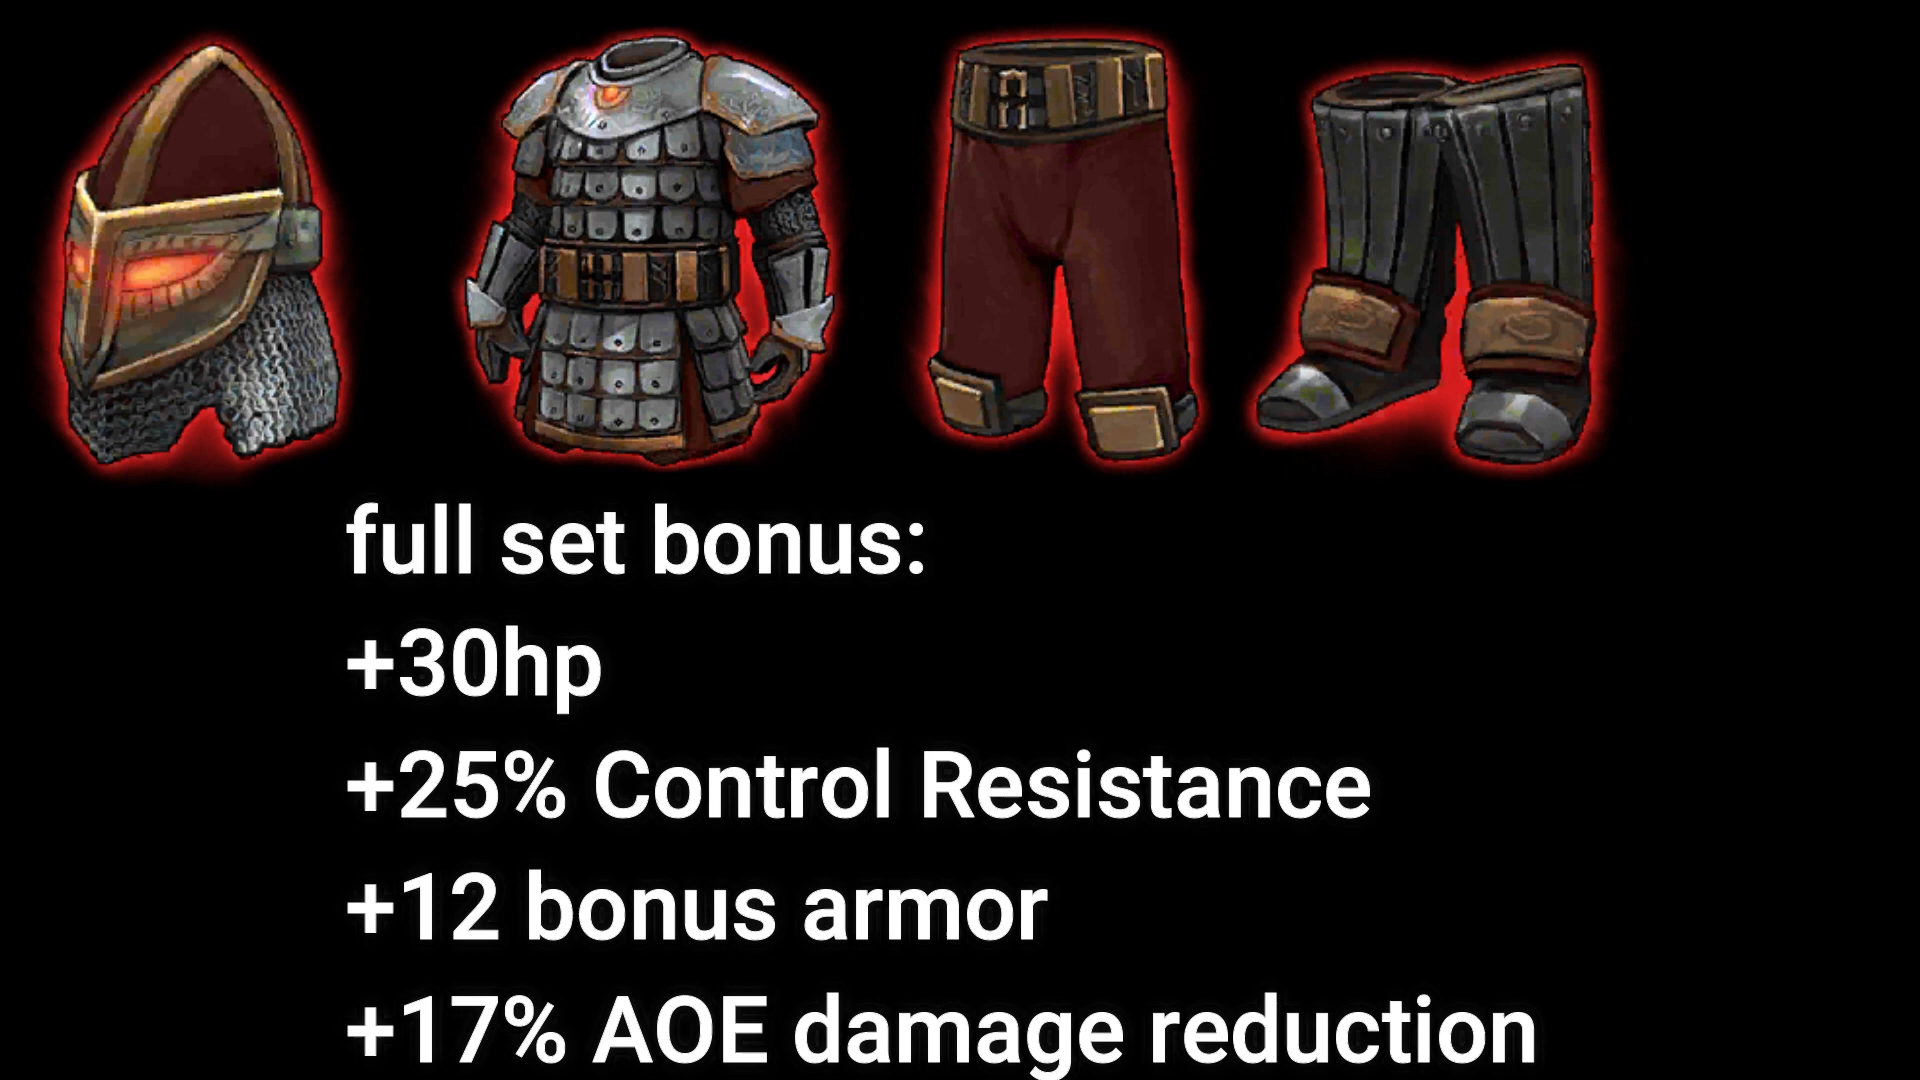 full set bonus:
+30hp
+25% Control Resistance
+12 bonus armor
+17% AOE damage reduction